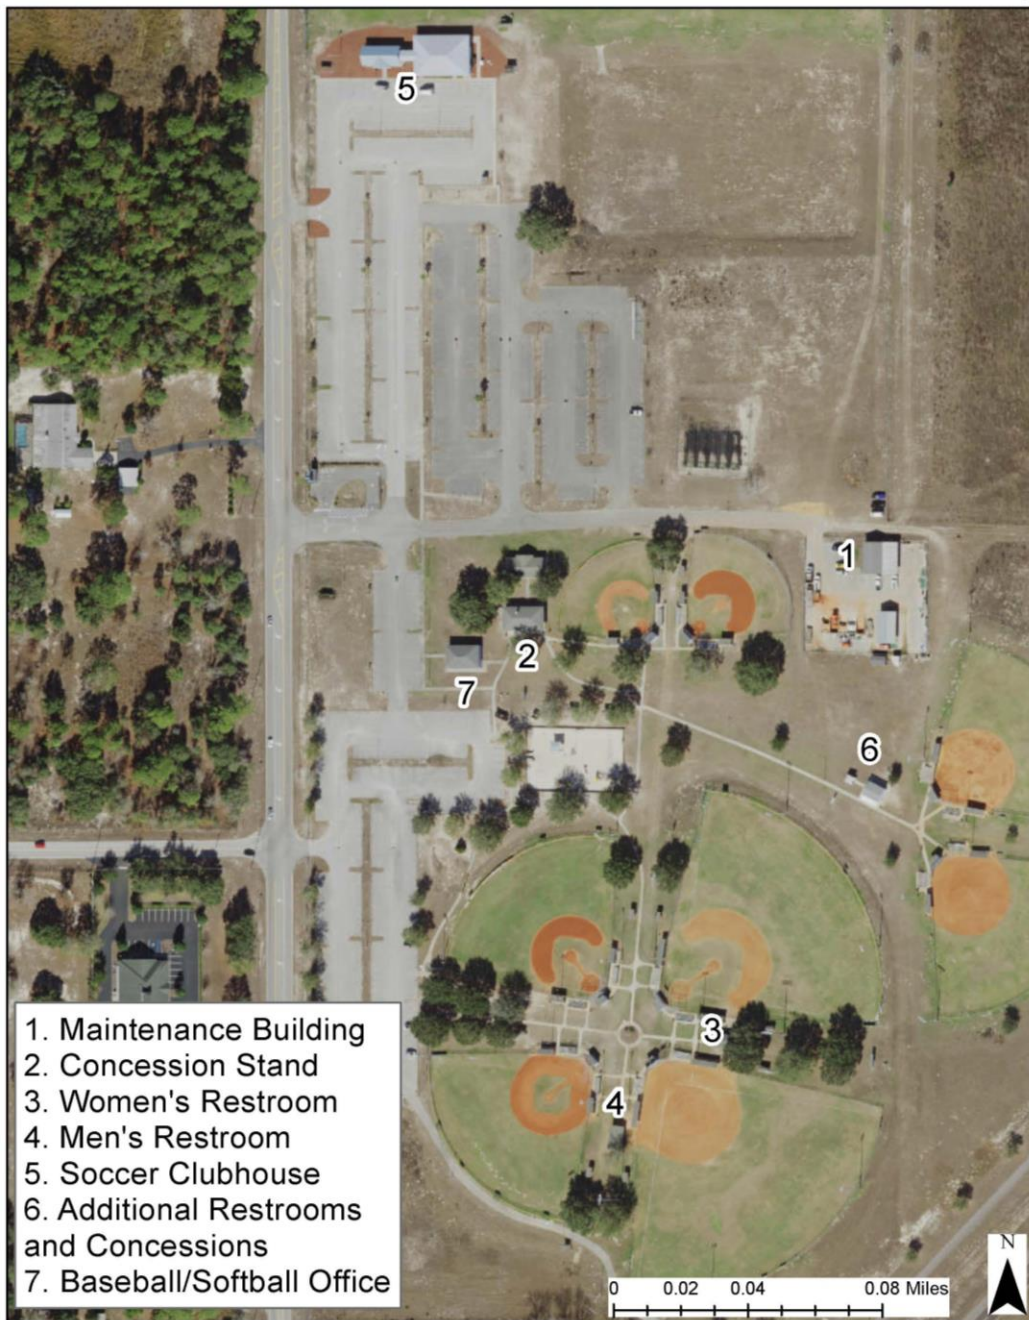 5
1
2
7
6
3
4
1. Maintenance Building
2. Concession Stand
3. Women's Restroom
4. Men's Restroom
5. Soccer Clubhouse
6. Additional Restrooms
and Concessions
7. Baseball/Softball Office
N
0 0.02 0.04 0.08 Miles